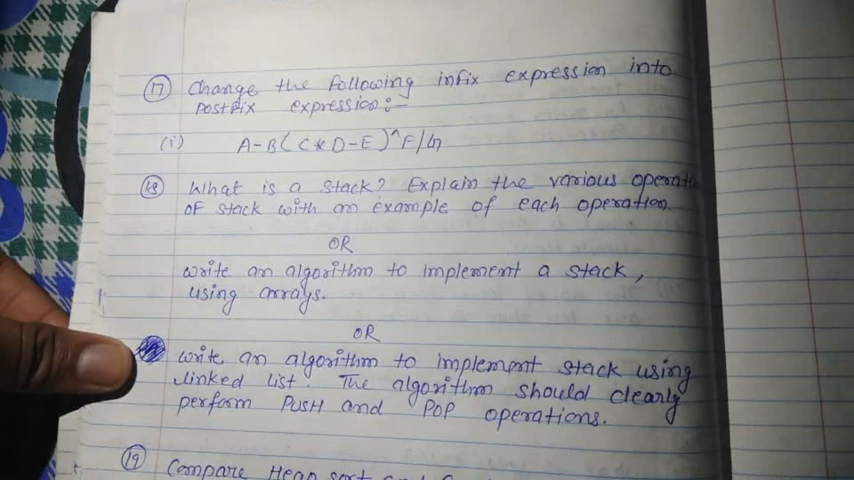 17 Change the following infix expression into
postfix expression:-
(i) A-B(C*D-E)^F/G
18 What is a stack? Explain the various
of stack with an example of each operation.
OR
write an algorithm to implement a stack,
using arrays.
OR
write an algorithm to implement stack using
linked list. The algorithm should clearly
perform PUSH and POP operations.
19 Compare Heap sort and